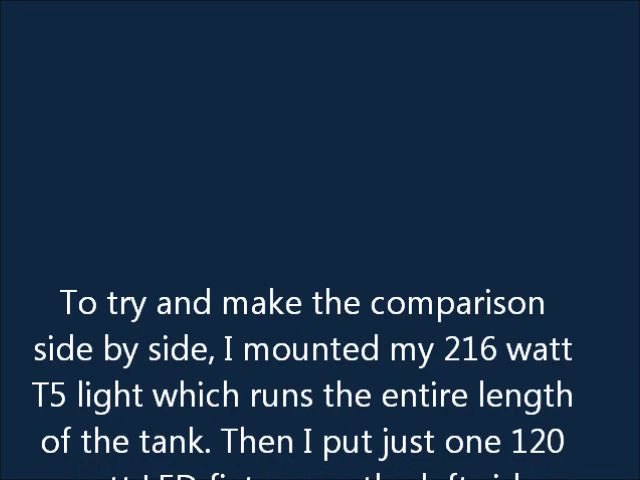 To try and make the comparison
side by side, I mounted my 216 watt
T5 light which runs the entire length
of the tank. Then I put just one 120